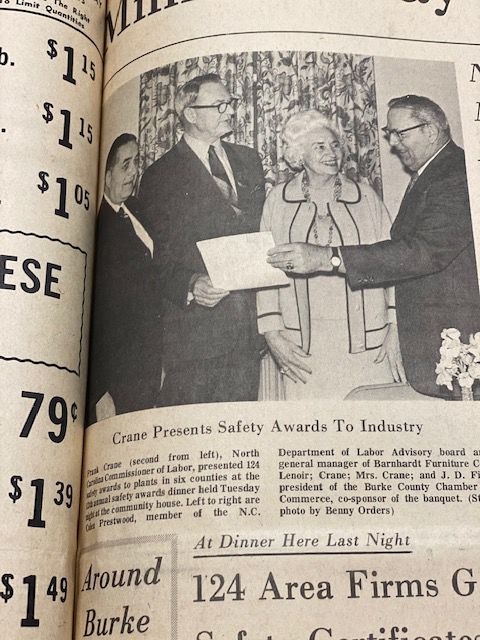 The Right
Limit Quantities
$1 15
$1 15
$1 05
ESE
79¢
$1 39
$1 49
Crane Presents Safety Awards To Industry
Frank Crane (second from left), North
Carolina Commissioner of Labor, presented 124
safety awards to plants in six counties at the
annual safety awards dinner held Tuesday
night at the community house. Left to right are
Prestwood, member of the N.C.
Department of Labor Advisory board
general manager of Barnhardt Furniture
Lenoir; Crane; Mrs. Crane; and J. D.
president of the Burke County Chamber
Commerce, co-sponsor of the banquet.
photo by Benny Orders)
At Dinner Here Last Night
124 Area Firms G
Safety Certificates
Around
Burke